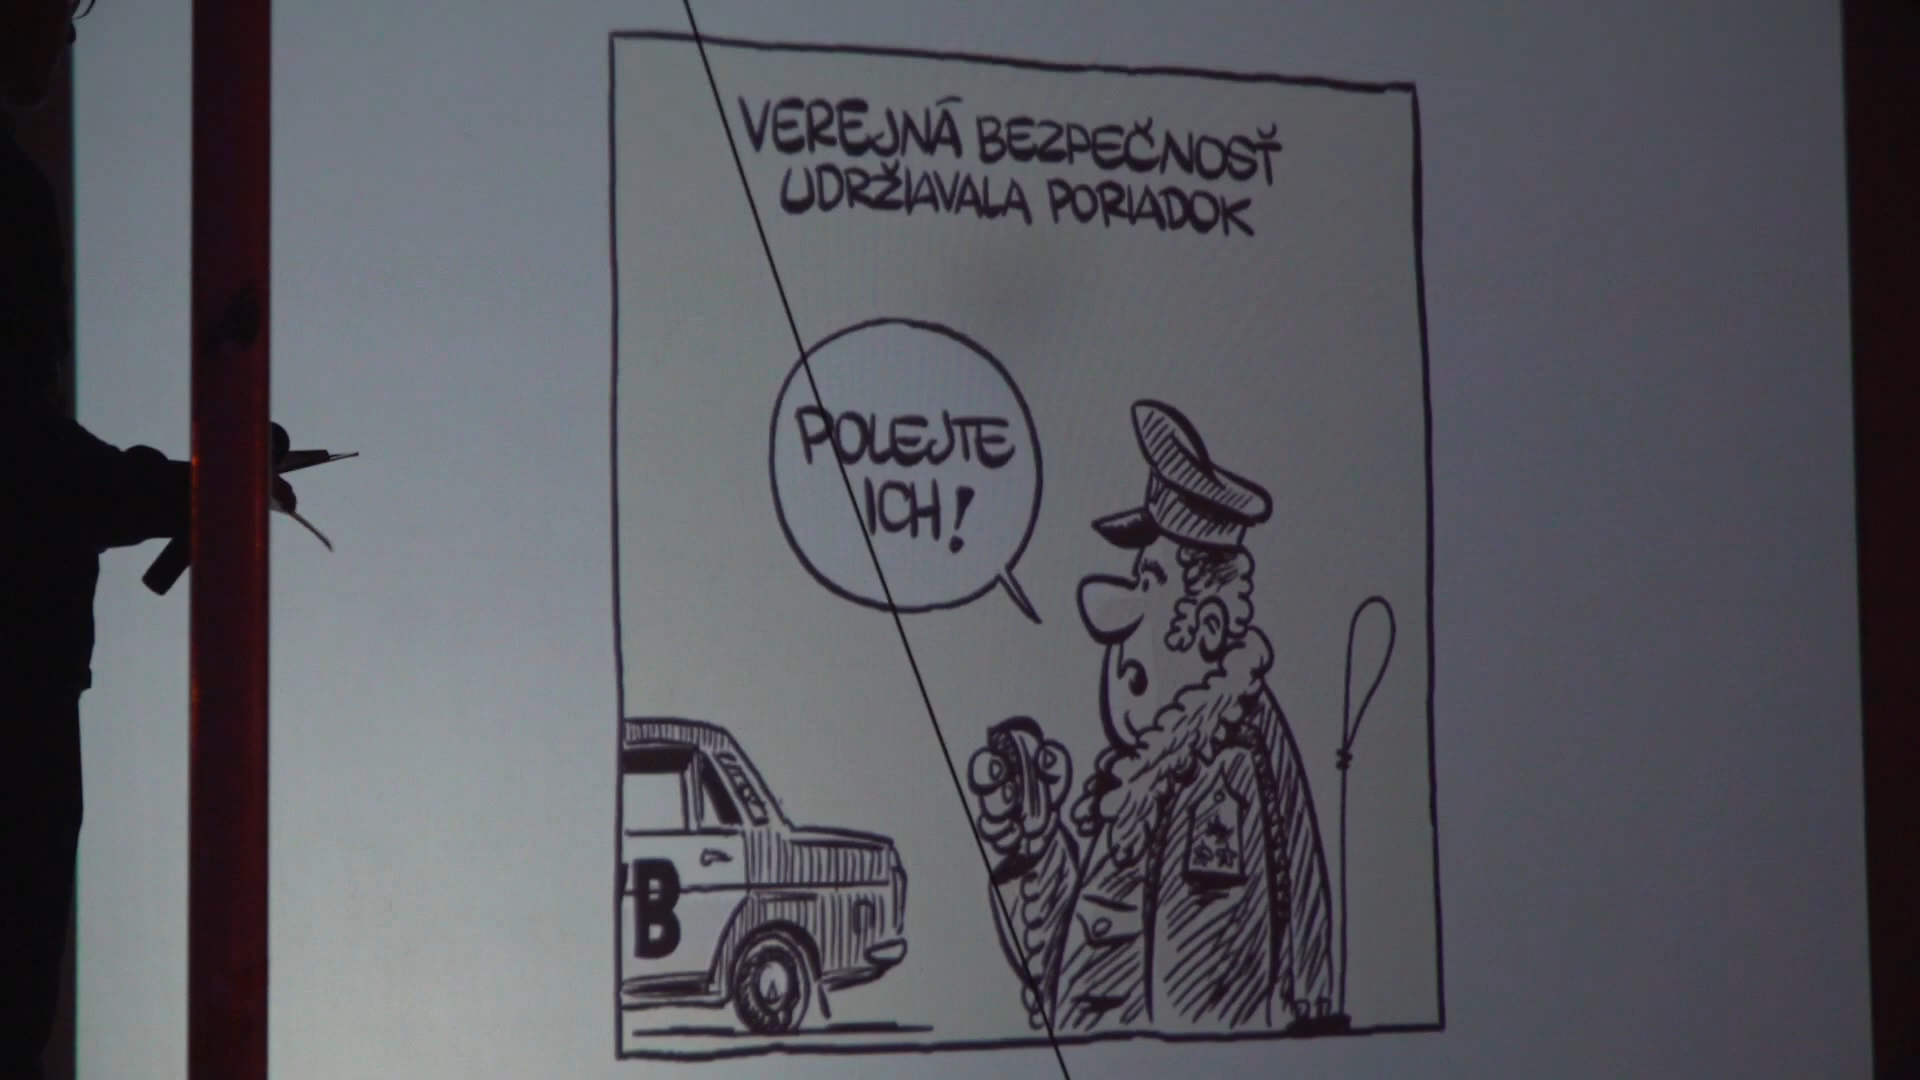 VEREJNÁ BEZPEČNOSŤ
UDRŽIAVALA PORIADOK
POLEJTE
ICH!
B